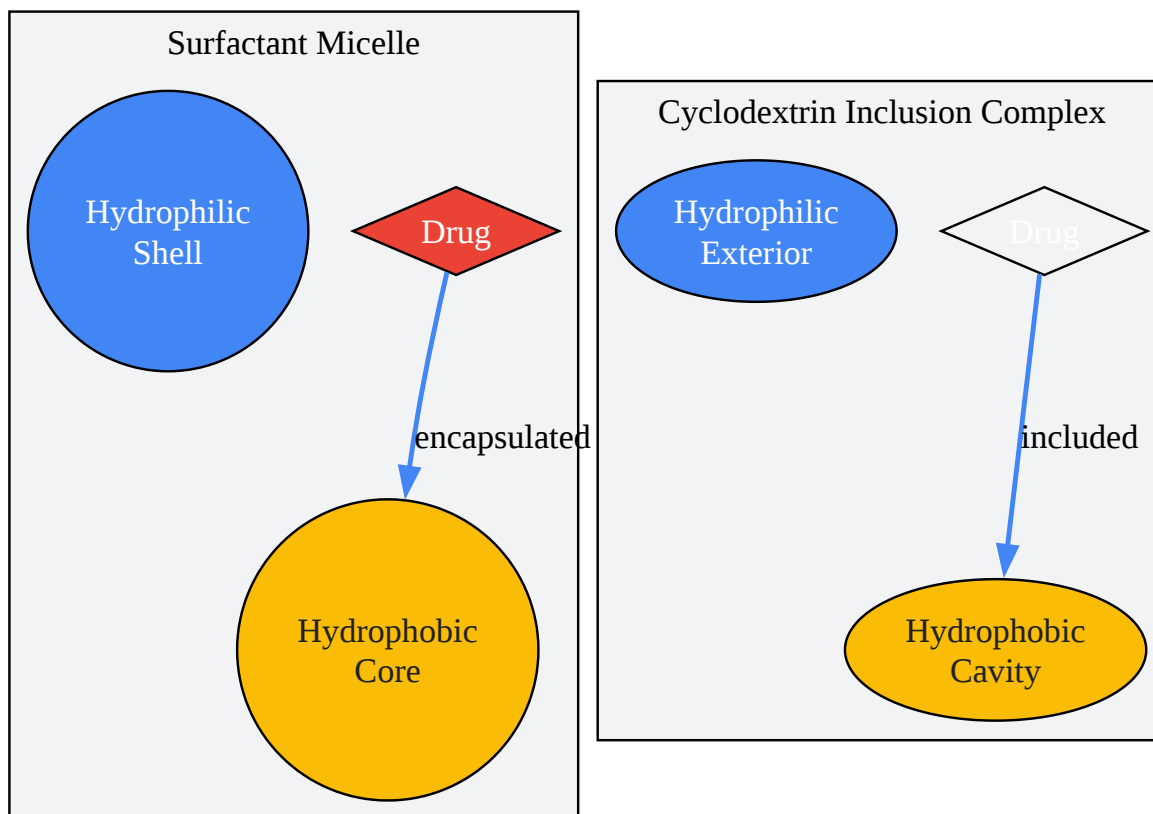 Surfactant Micelle
Hydrophilic
Shell
Drug
encapsulated
Hydrophobic
Core
Cyclodextrin Inclusion Complex
Hydrophilic
Exterior
Drug
included
Hydrophobic
Cavity